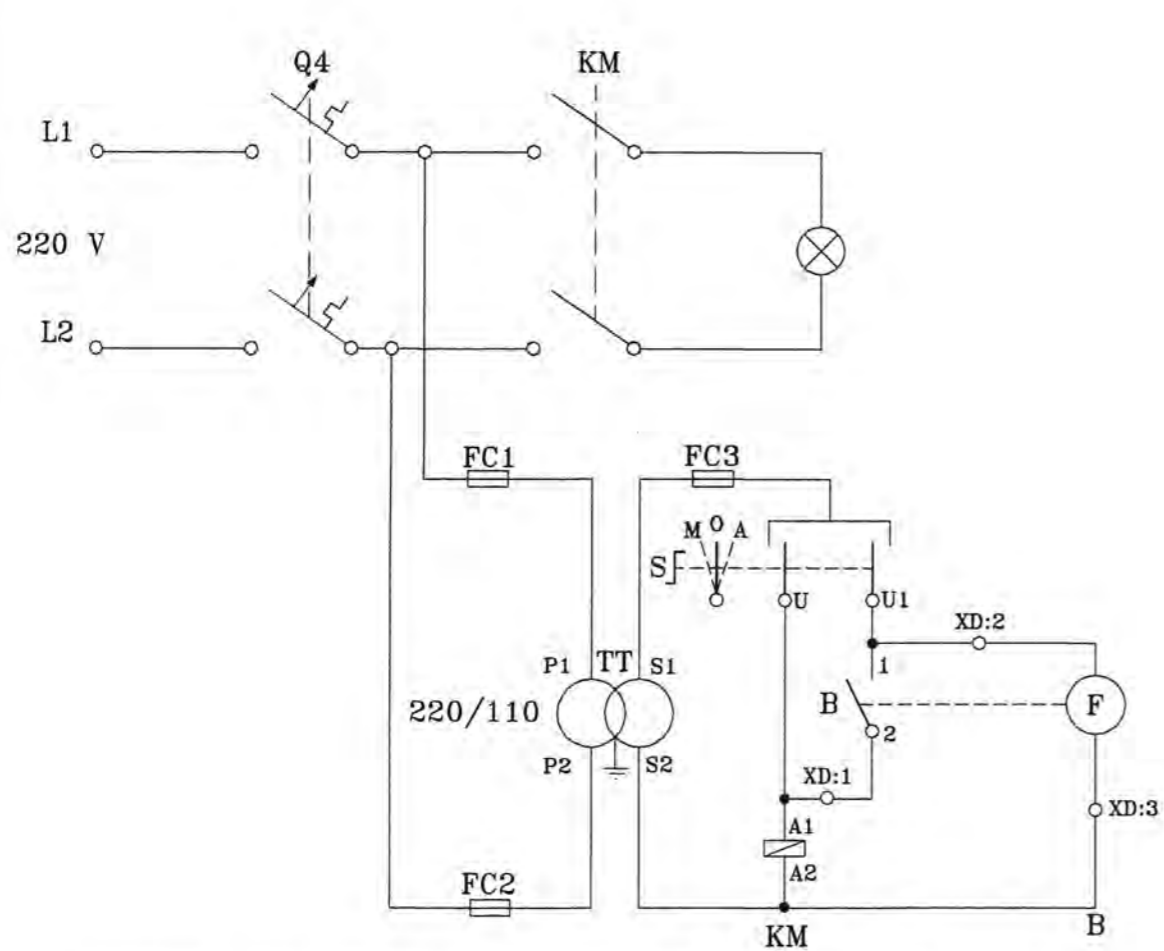 Q4 KM
L1
220 V
L2
FC1 FC3
M O A
S
U U1
XD:2
1
P1 TT S1
220/110
B F
2
P2 S2
XD:1
XD:3
A1
A2
FC2
KM B